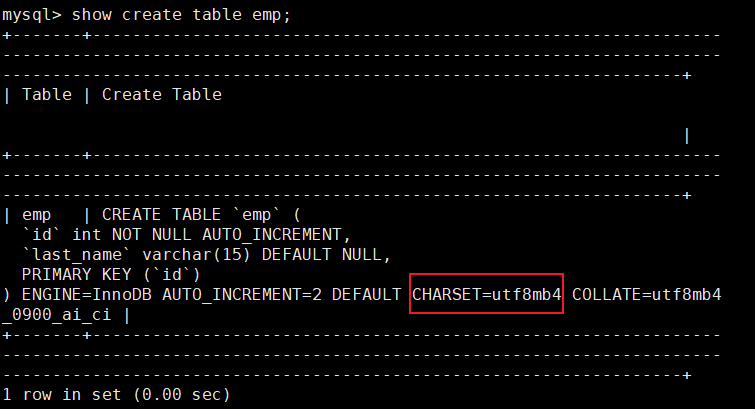 mysql> show create table emp;
+-------+---------------------------------------------------------------
------------------------------------------------------------------------
--------------------------------------------------------------------+
| Table | Create Table
|
+-------+---------------------------------------------------------------
------------------------------------------------------------------------
--------------------------------------------------------------------+
| emp   | CREATE TABLE `emp` (
  `id` int NOT NULL AUTO_INCREMENT,
  `last_name` varchar(15) DEFAULT NULL,
  PRIMARY KEY (`id`)
) ENGINE=InnoDB AUTO_INCREMENT=2 DEFAULT CHARSET=utf8mb4 COLLATE=utf8mb4
_0900_ai_ci |
+-------+---------------------------------------------------------------
------------------------------------------------------------------------
--------------------------------------------------------------------+
1 row in set (0.00 sec)